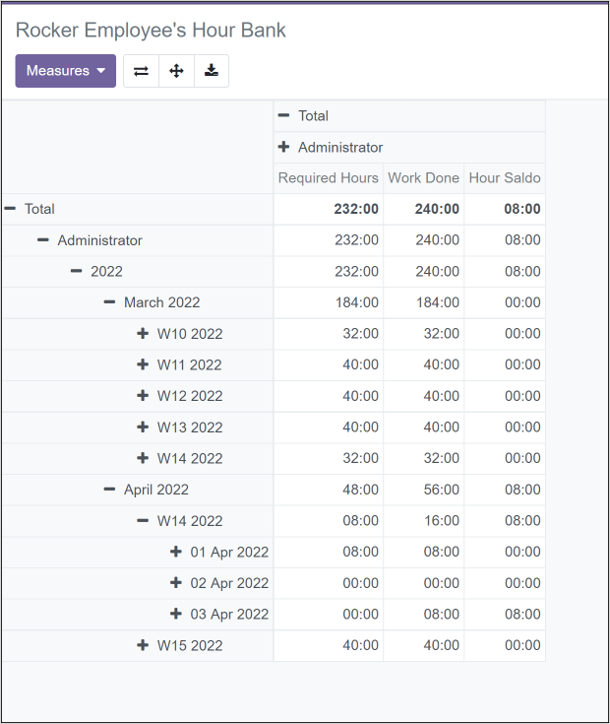 Rocker Employee's Hour Bank
Measures
Total
Administrator
Required Hours Work Done Hour Saldo
Total 232:00 240:00 08:00
Administrator 232:00 240:00 08:00
2022 232:00 240:00 08:00
March 2022 184:00 184:00 00:00
W10 2022 32:00 32:00 00:00
W11 2022 40:00 40:00 00:00
W12 2022 40:00 40:00 00:00
W13 2022 40:00 40:00 00:00
W14 2022 32:00 32:00 00:00
April 2022 48:00 56:00 08:00
W14 2022 08:00 16:00 08:00
01 Apr 2022 08:00 08:00 00:00
02 Apr 2022 00:00 00:00 00:00
03 Apr 2022 00:00 08:00 08:00
W15 2022 40:00 40:00 00:00